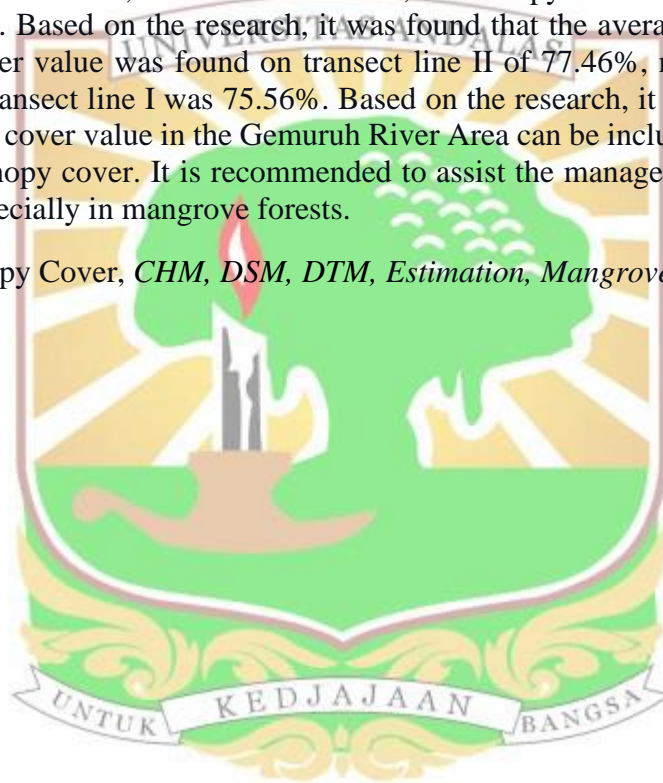 . Based on the research, it was found that the avera
er value was found on transect line II of 77.46%,
ansect line I was 75.56%. Based on the research, it
cover value in the Gemuruh River Area can be inclu
nopy cover. It is recommended to assist the manage
pecially in mangrove forests.
py Cover, CHM, DSM, DTM, Estimation, Mangrove
UNIVERSITAS ANDALAS
UNTUK KEDJAJAAN BANGSA